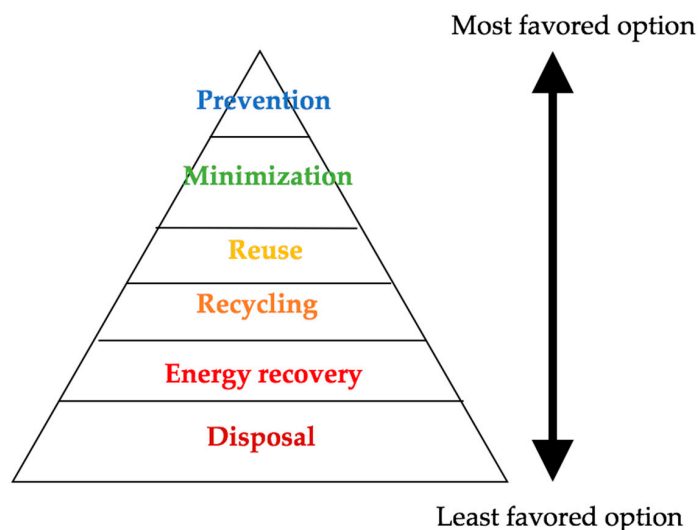 Most favored option
Prevention
Minimization
Reuse
Recycling
Energy recovery
Disposal
Least favored option